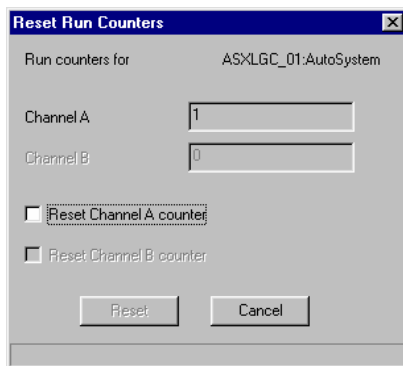 Reset Run Counters
Run counters for ASXLGC_01:AutoSystem
Channel A 1
Channel B 0
Reset Channel A counter
Reset Channel B counter
Reset Cancel